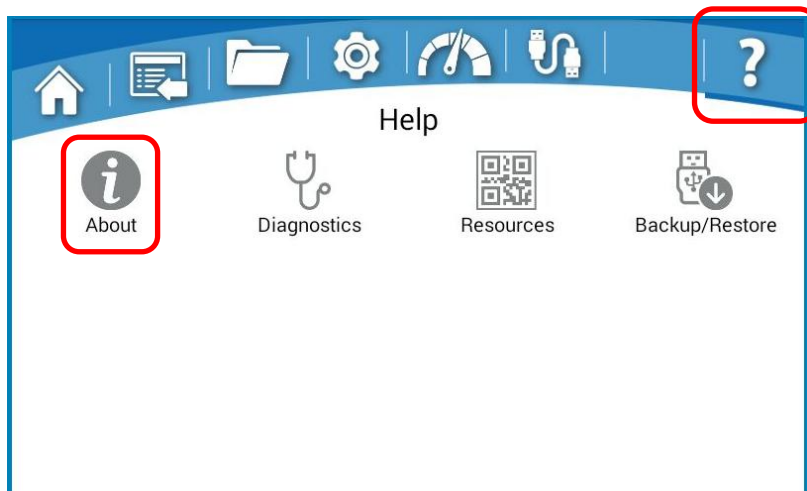 ?
Help
About
Diagnostics
Resources
Backup/Restore